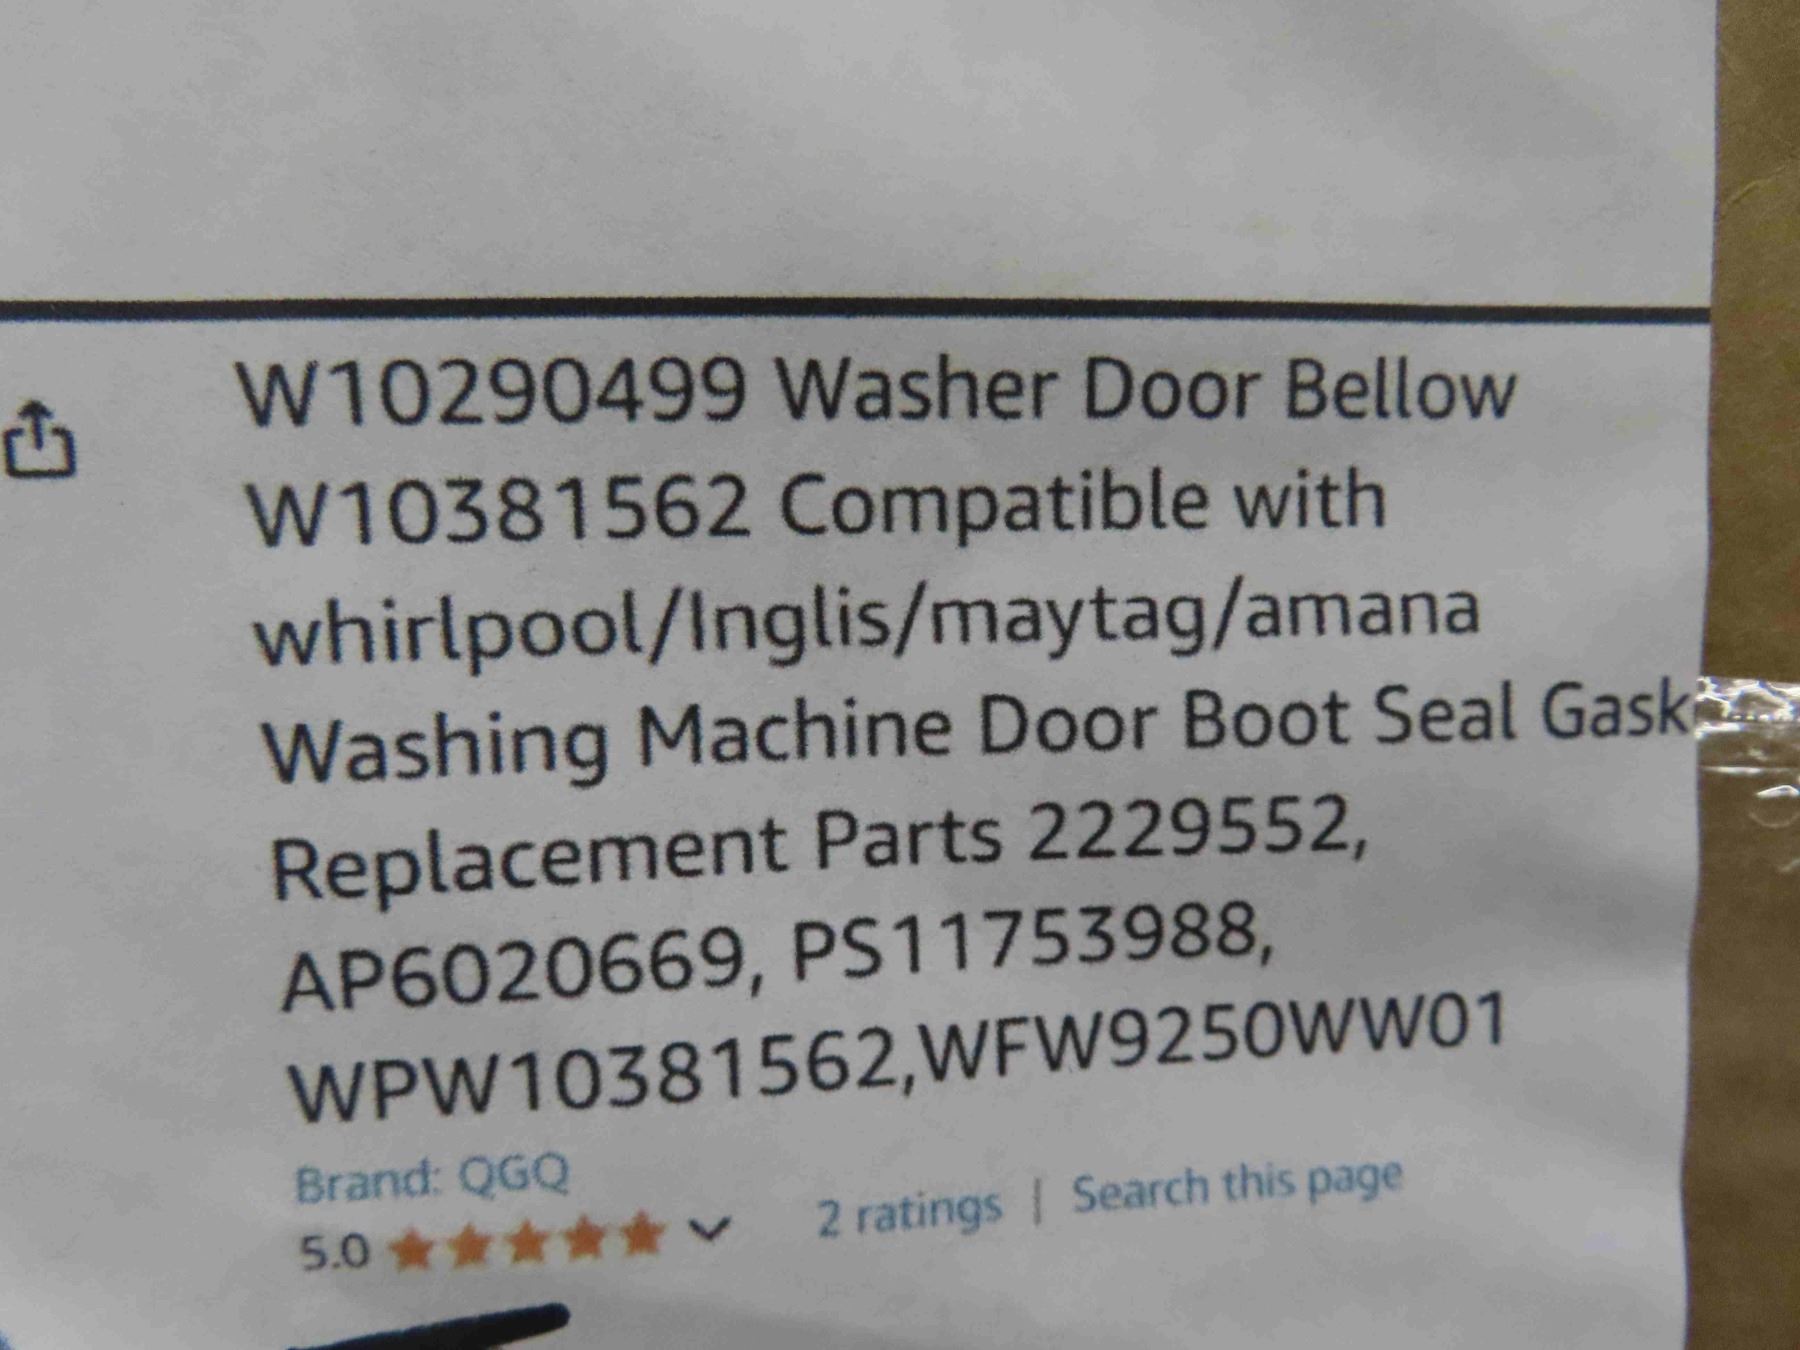 W10290499 Washer Door Bellow
W10381562 Compatible with
whirlpool/Inglis/maytag/amana
Washing Machine Door Boot Seal Gask
Replacement Parts 2229552,
AP6020669, PS11753988,
WPW10381562,WFW9250WW01
Brand: QGQ
5.0 2 ratings | Search this page